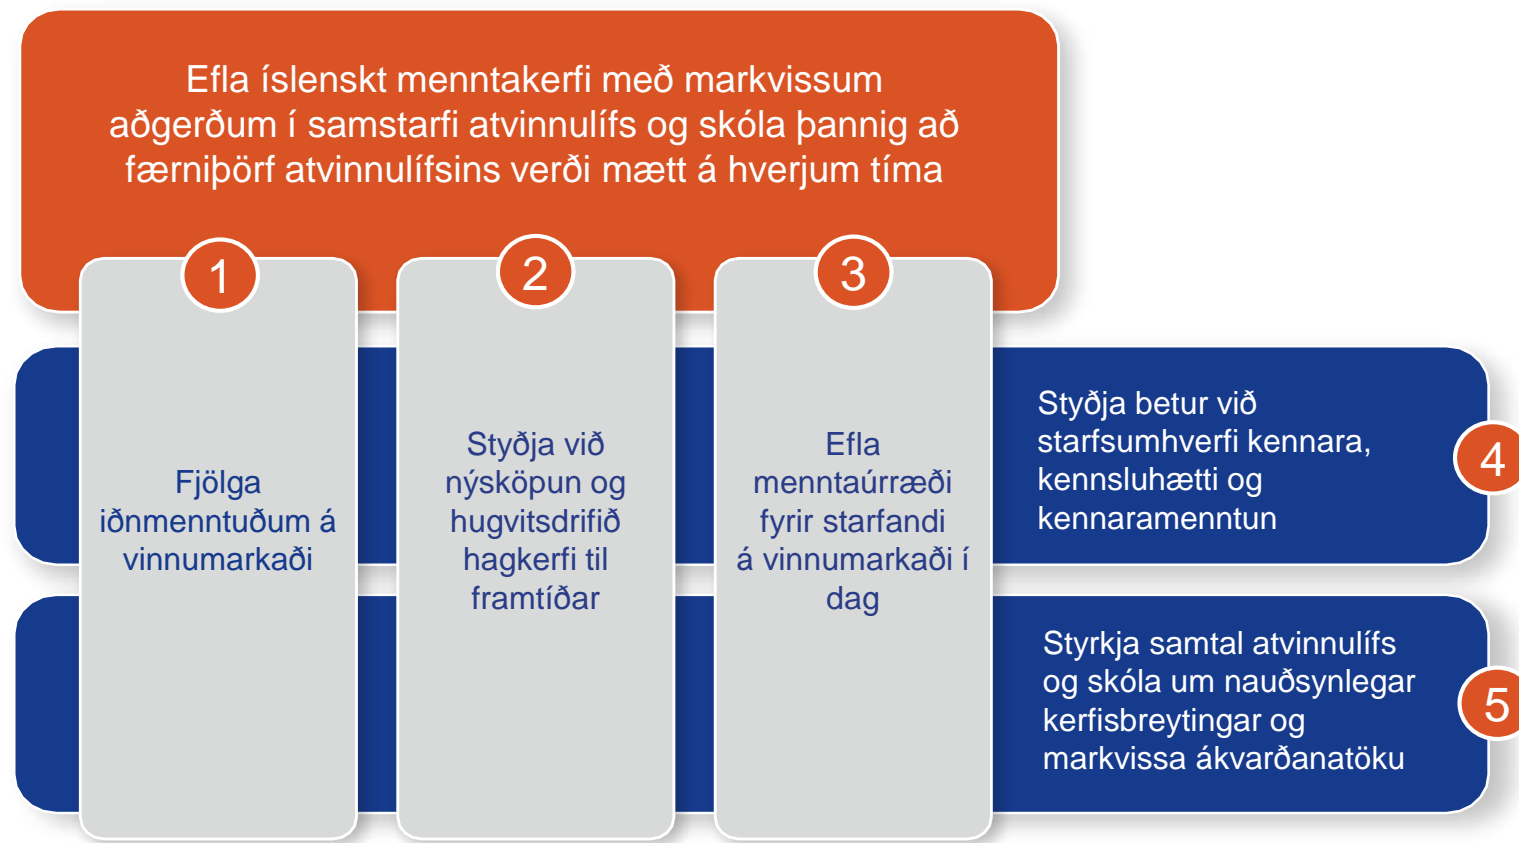 Efla íslenskt menntakerfi með markvissum
aðgerðum í samstarfi atvinnulífs og skóla þannig að
færniþörf atvinnulífsins verði mætt á hverjum tíma
1
Fjölga
iðnmenntuðum á
vinnumarkaði
2
Styðja við
nýsköpun og
hugvitsdrifið
hagkerfi til
framtíðar
3
Efla
menntaúrræði
fyrir starfandi
á vinnumarkaði í
dag
Styðja betur við
starfsumhverfi kennara,
kennsluhætti og
kennaramenntun
4
Styrkja samtal atvinnulífs
og skóla um nauðsynlegar
kerfisbreytingar og
markvissa ákvarðanatöku
5